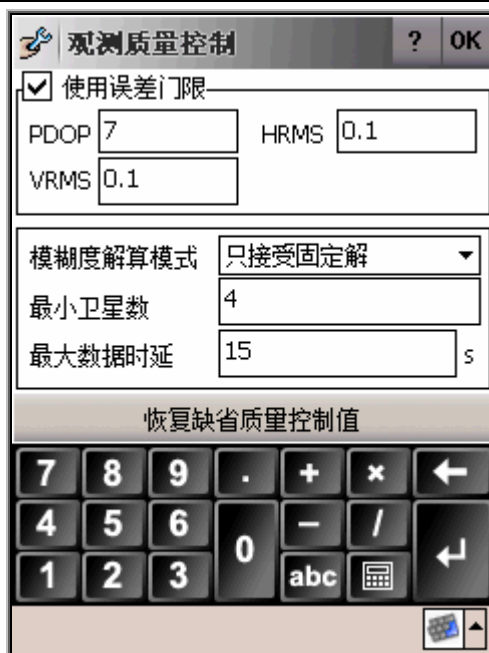 观测质量控制 ? OK
使用误差门限
PDOP 7 HRMS 0.1
VRMS 0.1
模糊度解算模式 只接受固定解
最小卫星数 4
最大数据时延 15 s
恢复缺省质量控制值
7 8 9 . + × ←
4 5 6 0 − / ↵
1 2 3 abc